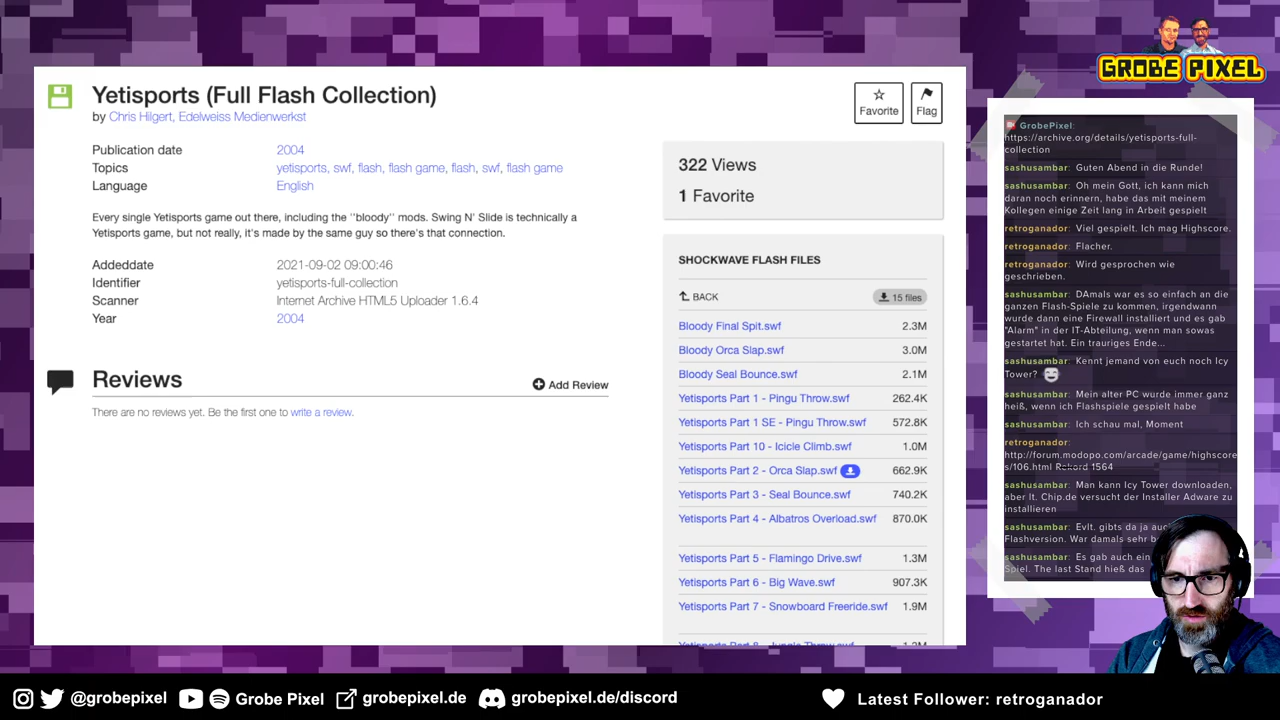 GROBE PIXEL
Yetisports (Full Flash Collection)
by Chris Hilgert, Edelweiss Medienwerkst
Favorite
Flag
Publication date 2004
Topics yetisports, swf, flash, flash game, flash, swf, flash game
Language English
Every single Yetisports game out there, including the ''bloody'' mods. Swing N' Slide is technically a
Yetisports game, but not really, it's made by the same guy so there's that connection.
Addeddate 2021-09-02 09:00:46
Identifier yetisports-full-collection
Scanner Internet Archive HTML5 Uploader 1.6.4
Year 2004
Reviews
Add Review
There are no reviews yet. Be the first one to write a review.
322 Views
1 Favorite
SHOCKWAVE FLASH FILES
BACK 15 files
Bloody Final Spit.swf 2.3M
Bloody Orca Slap.swf 3.0M
Bloody Seal Bounce.swf 2.1M
Yetisports Part 1 - Pingu Throw.swf 262.4K
Yetisports Part 1 SE - Pingu Throw.swf 572.8K
Yetisports Part 10 - Icicle Climb.swf 1.0M
Yetisports Part 2 - Orca Slap.swf 662.9K
Yetisports Part 3 - Seal Bounce.swf 740.2K
Yetisports Part 4 - Albatros Overload.swf 870.0K
Yetisports Part 5 - Flamingo Drive.swf 1.3M
Yetisports Part 6 - Big Wave.swf 907.3K
Yetisports Part 7 - Snowboard Freeride.swf 1.9M
Yetisports Part 8 - Jungle Throw.swf
GrobePixel:
https://archive.org/details/yetisports-full-
collection
sashusambar: Guten Abend in die Runde!
sashusambar: Oh mein Gott, ich kann mich
daran noch erinnern, habe das mit meinem
Kollegen einige Zeit lang in Arbeit gespielt
retroganador: Viel gespielt. Ich mag Highscore.
retroganador: Flacher.
retroganador: Wird gesprochen wie
geschrieben.
sashusambar: DAmals war es so einfach an die
ganzen Flash-Spiele zu kommen, irgendwann
wurde dann eine Firewall installiert und es gab
"Alarm" in der IT-Abteilung, wenn man sowas
gestartet hat. Ein trauriges Ende...
sashusambar: Kennt jemand von euch noch Icy
Tower?
sashusambar: Mein alter PC wurde immer ganz
heiß, wenn ich Flashspiele gespielt habe
sashusambar: Ich schau mal, Moment
retroganador:
http://forum.modopo.com/arcade/game/highscore
s/106.html Rekord 1564
sashusambar: Man kann Icy Tower downloaden,
aber lt. Chip.de versucht der Installer Adware zu
installieren
sashusambar: Evlt. gibts da ja
Flashversion. War damals sehr
sashusambar: Es gab auch ein
Spiel. The last Stand hieß das
@grobepixel
Grobe Pixel
grobepixel.de
grobepixel.de/discord
Latest Follower: retroganador